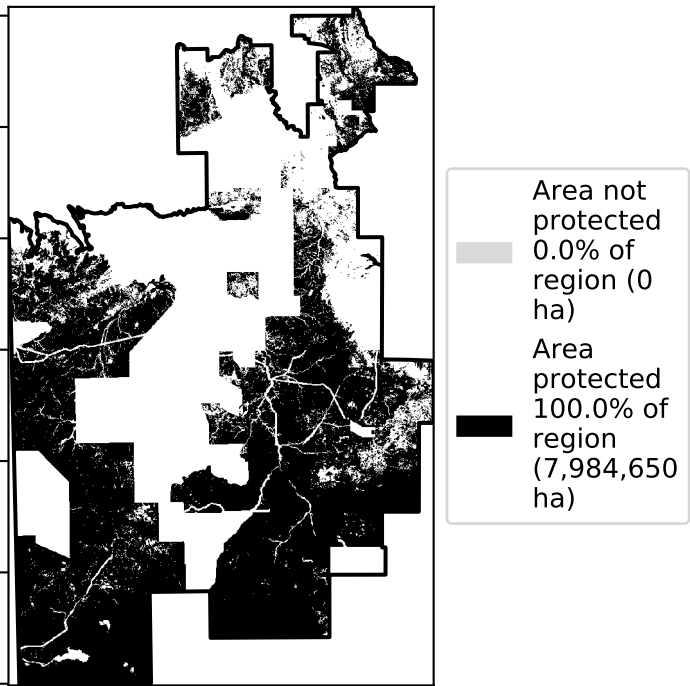 Area not
protected
0.0% of
region (0
ha)
Area
protected
100.0% of
region
(7,984,650
ha)